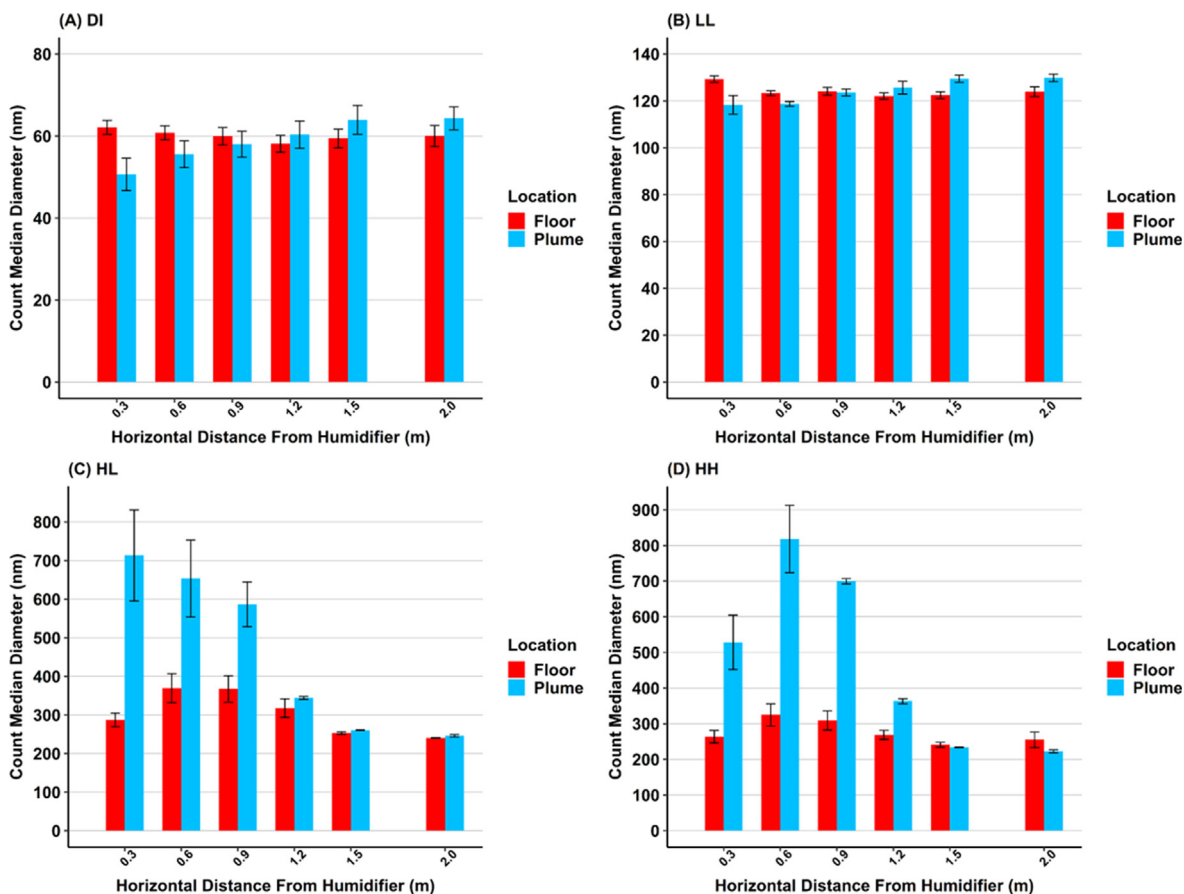 (A) DI
Count Median Diameter (nm)
80
60
40
20
0
0.3
0.6
0.9
1.2
1.5
2.0
Horizontal Distance From Humidifier (m)
Location
Floor
Plume
(B) LL
Count Median Diameter (nm)
140
120
100
80
60
40
20
0
0.3
0.6
0.9
1.2
1.5
2.0
Horizontal Distance From Humidifier (m)
Location
Floor
Plume
(C) HL
Count Median Diameter (nm)
800
700
600
500
400
300
200
100
0
0.3
0.6
0.9
1.2
1.5
2.0
Horizontal Distance From Humidifier (m)
Location
Floor
Plume
(D) HH
Count Median Diameter (nm)
900
800
700
600
500
400
300
200
100
0
0.3
0.6
0.9
1.2
1.5
2.0
Horizontal Distance From Humidifier (m)
Location
Floor
Plume